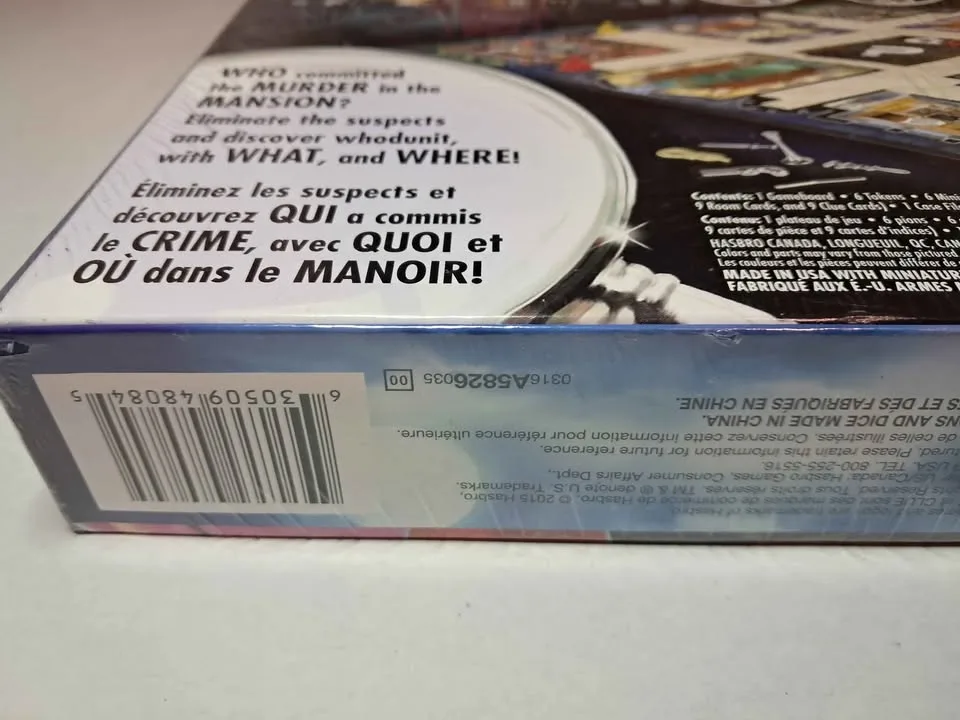 WHO committed
the MURDER in the
MANSION?
Eliminate the suspects
and discover whodunit,
with WHAT, and WHERE!
Éliminez les suspects et
découvrez QUI a commis
le CRIME, avec QUOI et
OÙ dans le MANOIR!
Contents: 1 Gameboard • 6 Tokens • 6
9 Room Cards, and 9 Clue Cards) • 1 Case
Contenu: 1 plateau de jeu • 6 pions • 6
9 cartes de pièce et 9 cartes d'indices) •
HASBRO CANADA, LONGUEUIL, QC,
Colors and parts may vary from those pictured.
Les couleurs et les pièces peuvent différer de
MADE IN USA WITH
FABRIQUÉ AUX É.-U. ARMES
6 30509 48084 5
0316A5826035 00
of Hasbro
sont des marques de commerce de Hasbro. © 2015 Hasbro,
Rights Reserved. Tous droits réservés. TM & ® denote U.S. Trademarks.
US/Canada: Hasbro Games, Consumer Affairs Dept.,
USA. TEL. 800-255-5516.
Please retain this information for future reference.
de celles illustrées. Conservez cette information pour référence ultérieure.
AND DICE MADE IN CHINA.
ET DÉS FABRIQUÉS EN CHINE.